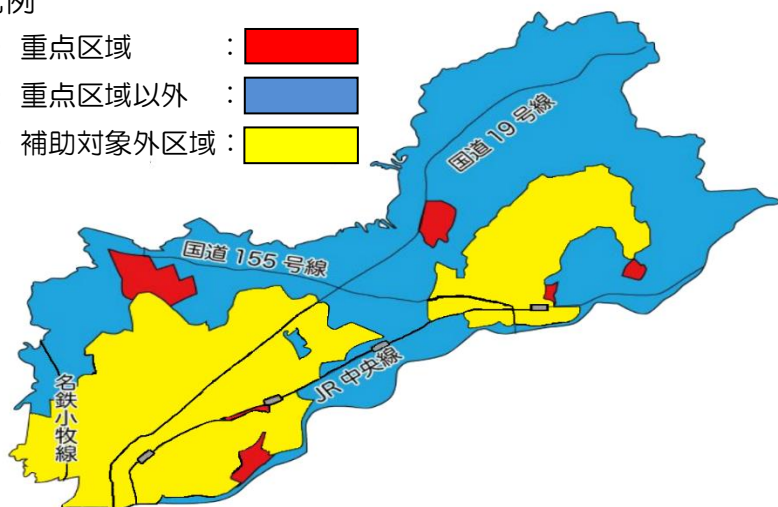 凡例
重点区域 :
重点区域以外 :
補助対象外区域:
国道19号線
国道155号線
JR中央線
名鉄小牧線